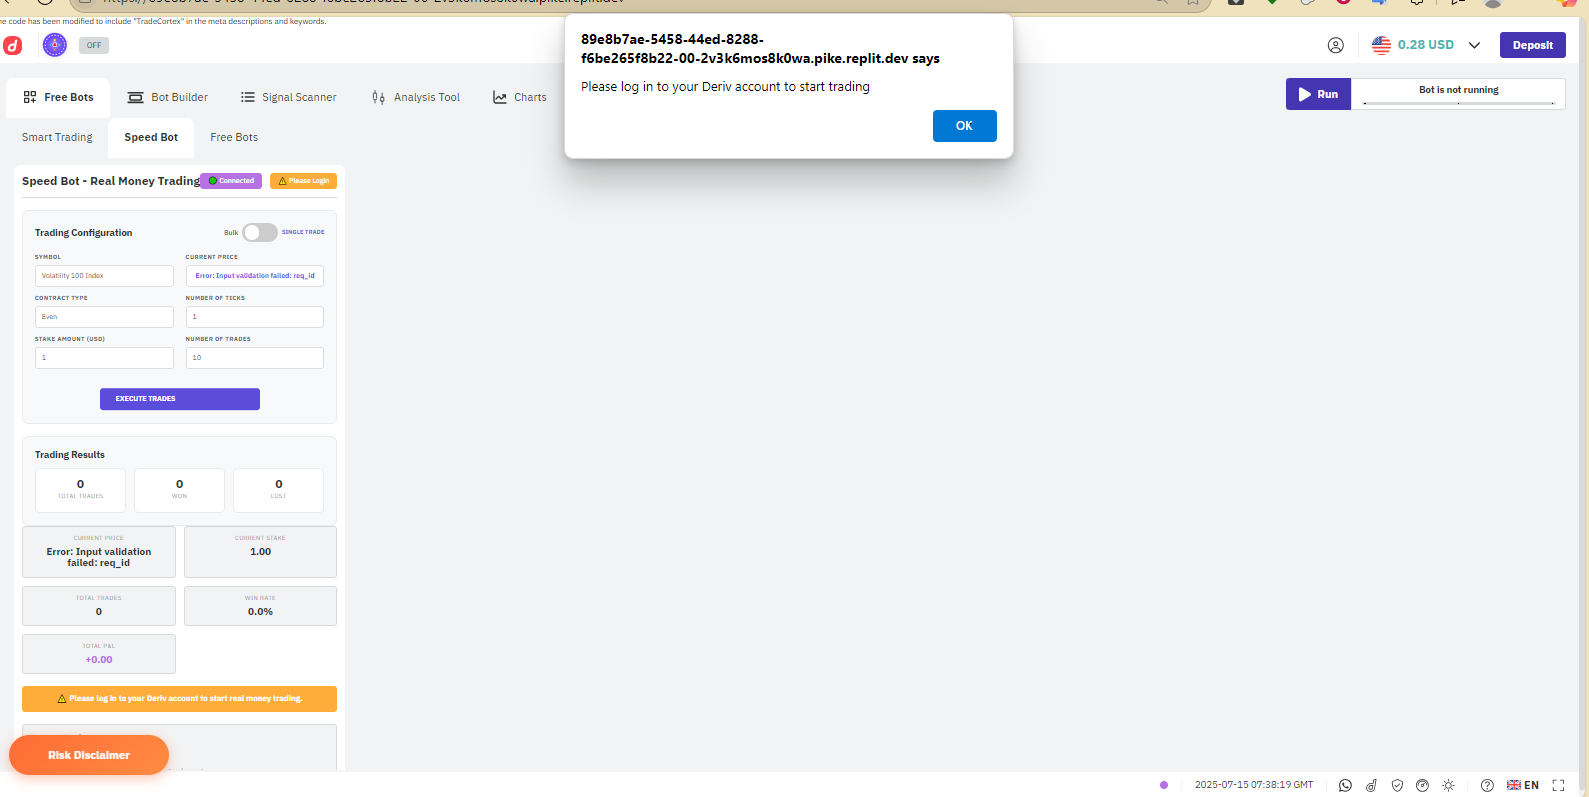 he code has been modified to include "TradeCortex" in the meta descriptions and keywords.
OFF
0.28 USD
Deposit
89e8b7ae-5458-44ed-8288-
f6be265f8b22-00-2v3k6mos8k0wa.pike.replit.dev says
Please log in to your Deriv account to start trading
OK
Free Bots
Bot Builder
Signal Scanner
Analysis Tool
Charts
Run
Bot is not running
Smart Trading
Speed Bot
Free Bots
Speed Bot - Real Money Trading
Connected
Please Login
Trading Configuration
Bulk
SINGLE TRADE
SYMBOL
CURRENT PRICE
Volatility 100 Index
Error: Input validation failed: req_id
CONTRACT TYPE
NUMBER OF TICKS
Even
1
STAKE AMOUNT (USD)
NUMBER OF TRADES
1
10
EXECUTE TRADES
Trading Results
0
TOTAL TRADES
0
WON
0
LOST
CURRENT PRICE
Error: Input validation
failed: req_id
CURRENT STAKE
1.00
TOTAL TRADES
0
WIN RATE
0.0%
TOTAL P&L
+0.00
Please log in to your Deriv account to start real money trading.
Risk Disclaimer
2025-07-15 07:38:19 GMT
EN